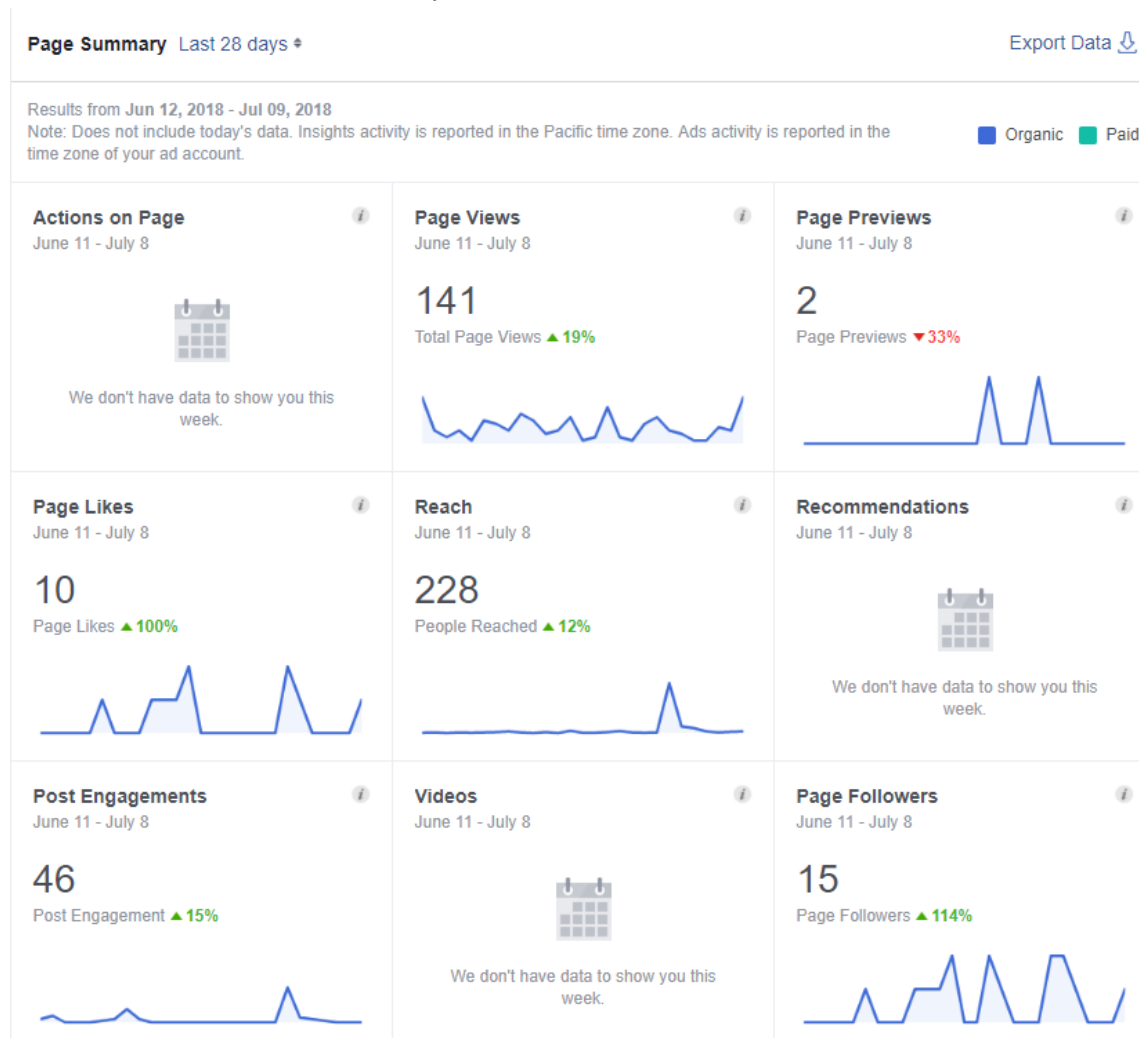 Page Summary Last 28 days
Export Data
Results from Jun 12, 2018 - Jul 09, 2018
Note: Does not include today's data. Insights activity is reported in the Pacific time zone. Ads activity is reported in the
time zone of your ad account.
Organic Paid
Actions on Page
June 11 - July 8
We don't have data to show you this
week.
Page Views
June 11 - July 8
141
Total Page Views ▲ 19%
Page Previews
June 11 - July 8
2
Page Previews ▼33%
Page Likes
June 11 - July 8
10
Page Likes ▲ 100%
Reach
June 11 - July 8
228
People Reached ▲ 12%
Recommendations
June 11 - July 8
We don't have data to show you this
week.
Post Engagements
June 11 - July 8
46
Post Engagement ▲ 15%
Videos
June 11 - July 8
We don't have data to show you this
week.
Page Followers
June 11 - July 8
15
Page Followers ▲ 114%